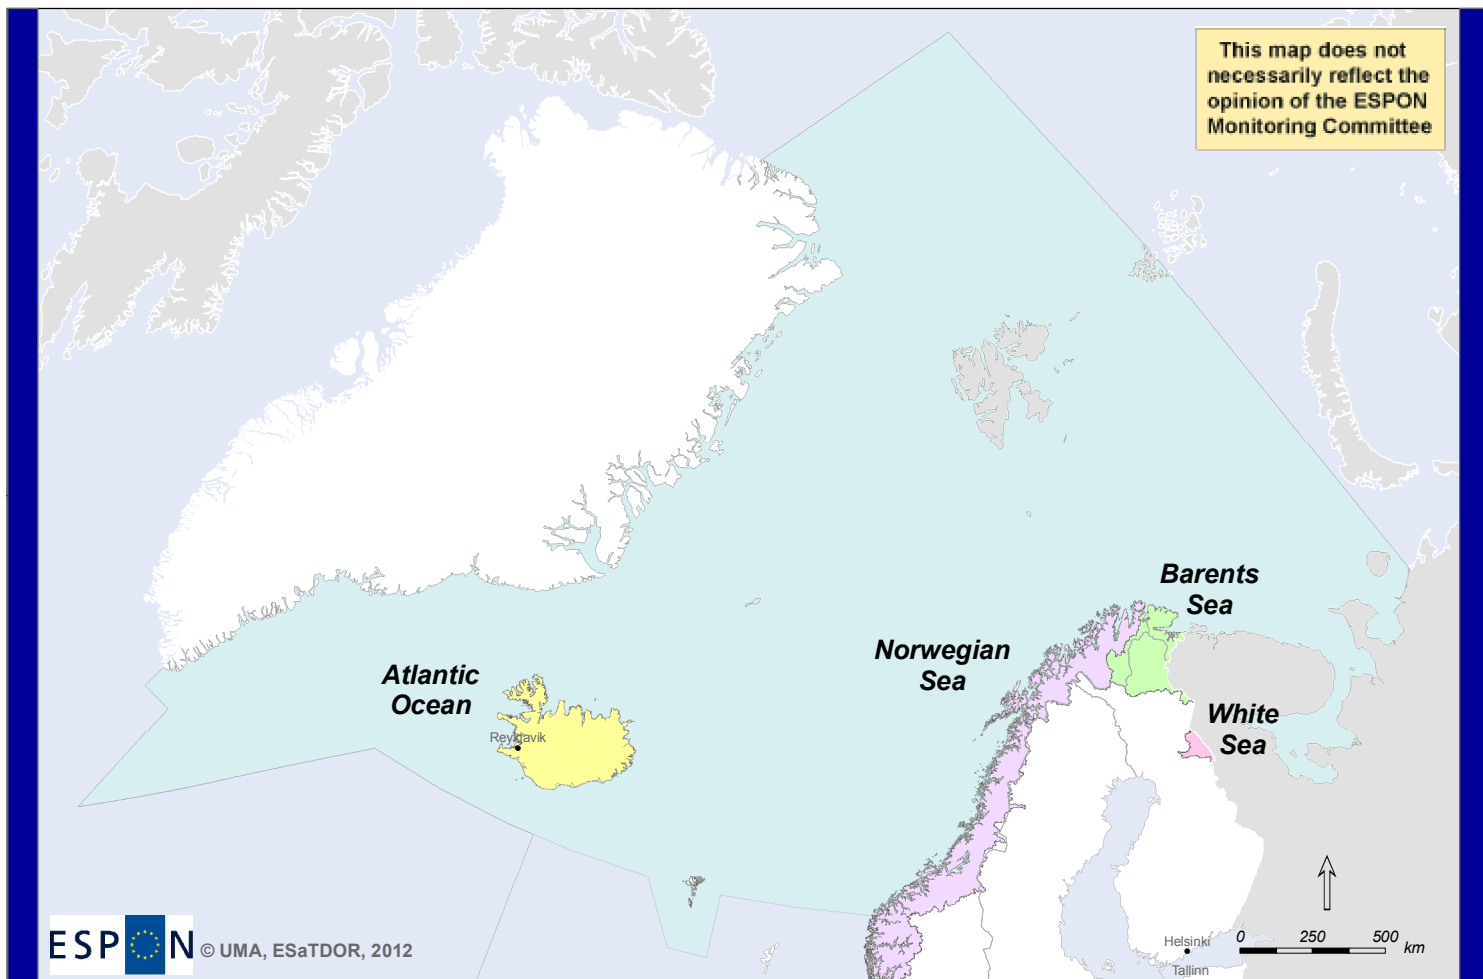 This map does not
necessarily reflect the
opinion of the ESPON
Monitoring Committee
Barents
Sea
Norwegian
Sea
Atlantic
Ocean
White
Sea
Reykjavik
Helsinki
Tallinn
0 250 500 km
ESPON © UMA, ESaTDOR, 2012